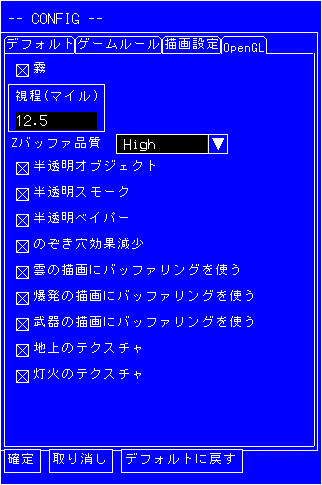 -- CONFIG --
デフォルト ゲームルール 描画設定 OpenGL
霧
視程(マイル)
12.5
Zバッファ品質 High
半透明オブジェクト
半透明スモーク
半透明ベイパー
のぞき穴効果減少
雲の描画にバッファリングを使う
爆発の描画にバッファリングを使う
武器の描画にバッファリングを使う
地上のテクスチャ
灯火のテクスチャ
確定 取り消し デフォルトに戻す